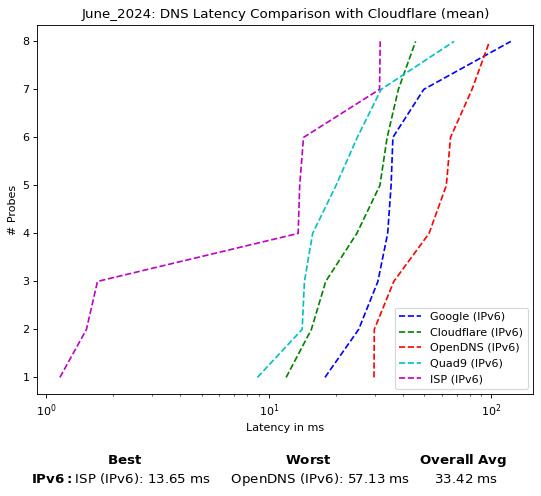 June_2024: DNS Latency Comparison with Cloudflare (mean)
8
7
6
5
4
3
2
1
# Probes
10⁰ 10¹ 10²
Latency in ms
Google (IPv6)
Cloudflare (IPv6)
OpenDNS (IPv6)
Quad9 (IPv6)
ISP (IPv6)
Best Worst Overall Avg
IPv6: ISP (IPv6): 13.65 ms OpenDNS (IPv6): 57.13 ms 33.42 ms